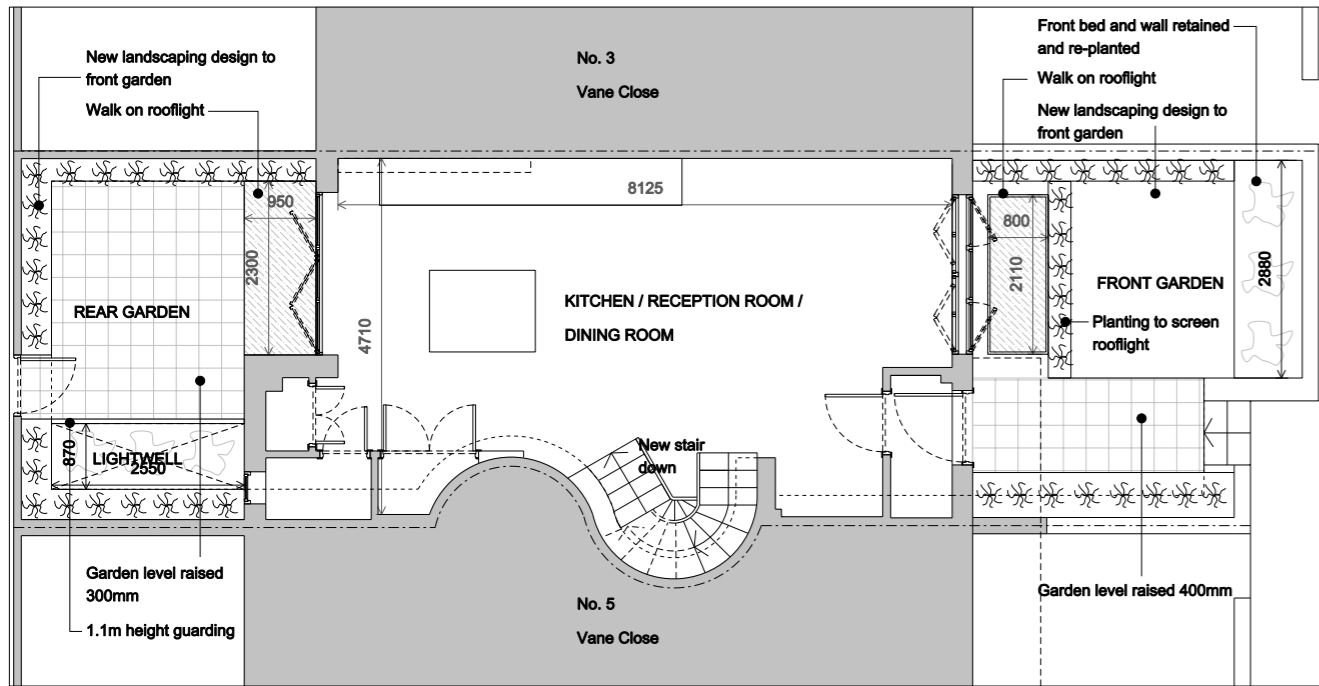 New landscaping design to
front garden
Walk on rooflight
No. 3
Vane Close
Front bed and wall retained
and re-planted
Walk on rooflight
New landscaping design to
front garden
950
8125
800
2300
2110
2880
REAR GARDEN
4710
KITCHEN / RECEPTION ROOM /
DINING ROOM
FRONT GARDEN
Planting to screen
rooflight
870
LIGHTWELL
2550
New stair
down
Garden level raised
300mm
1.1m height guarding
No. 5
Vane Close
Garden level raised 400mm